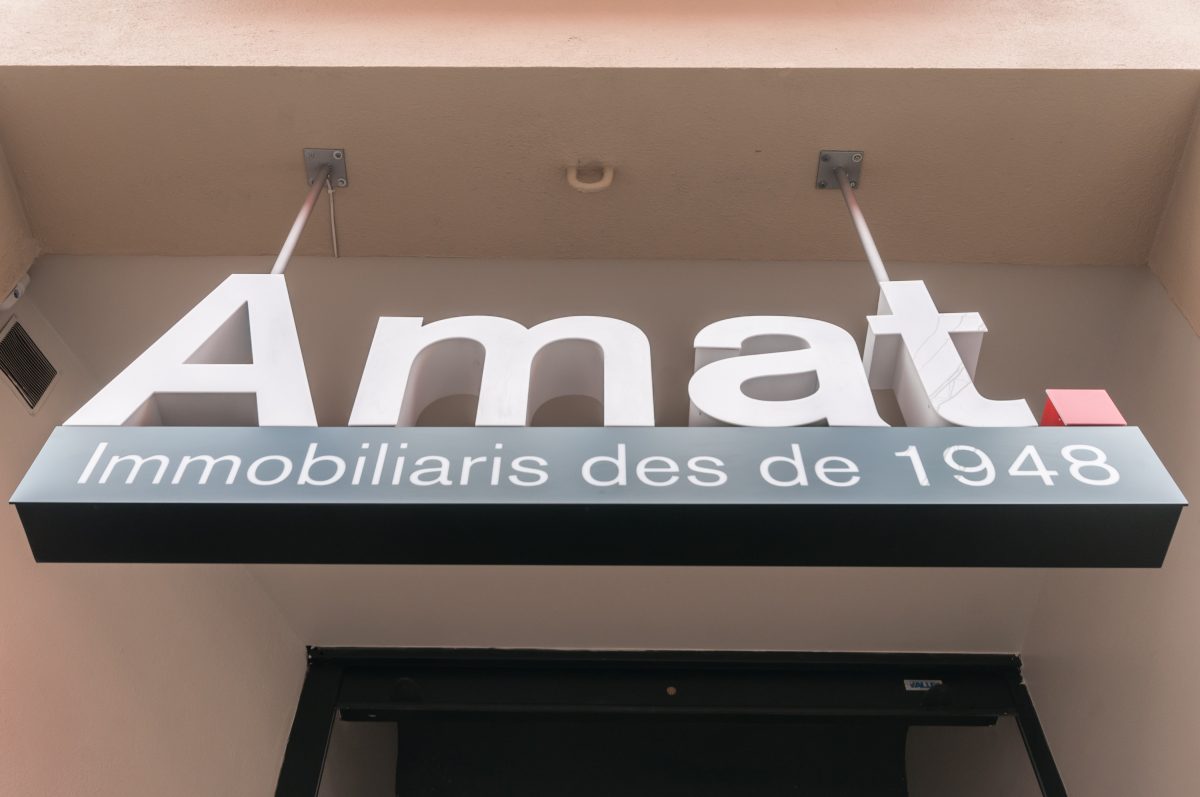 Amat.
Immobiliaris des de 1948